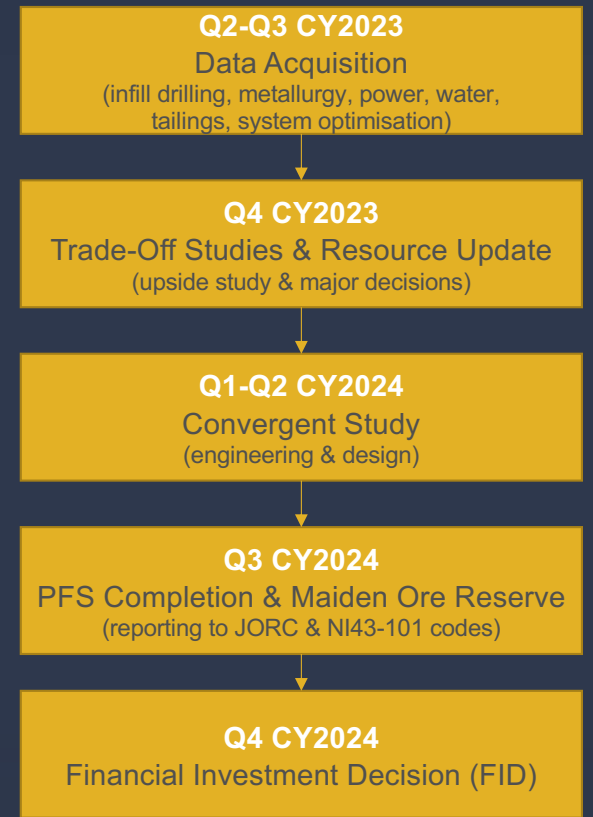 Q2-Q3 CY2023
Data Acquisition
(infill drilling, metallurgy, power, water,
tailings, system optimisation)
Q4 CY2023
Trade-Off Studies & Resource Update
(upside study & major decisions)
Q1-Q2 CY2024
Convergent Study
(engineering & design)
Q3 CY2024
PFS Completion & Maiden Ore Reserve
(reporting to JORC & NI43-101 codes)
Q4 CY2024
Financial Investment Decision (FID)